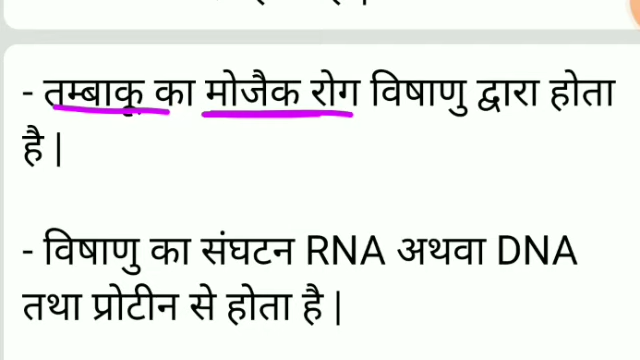 - तम्बाकू का मोजैक रोग विषाणु द्वारा होता
है |
- विषाणु का संघटन RNA अथवा DNA
तथा प्रोटीन से होता है |